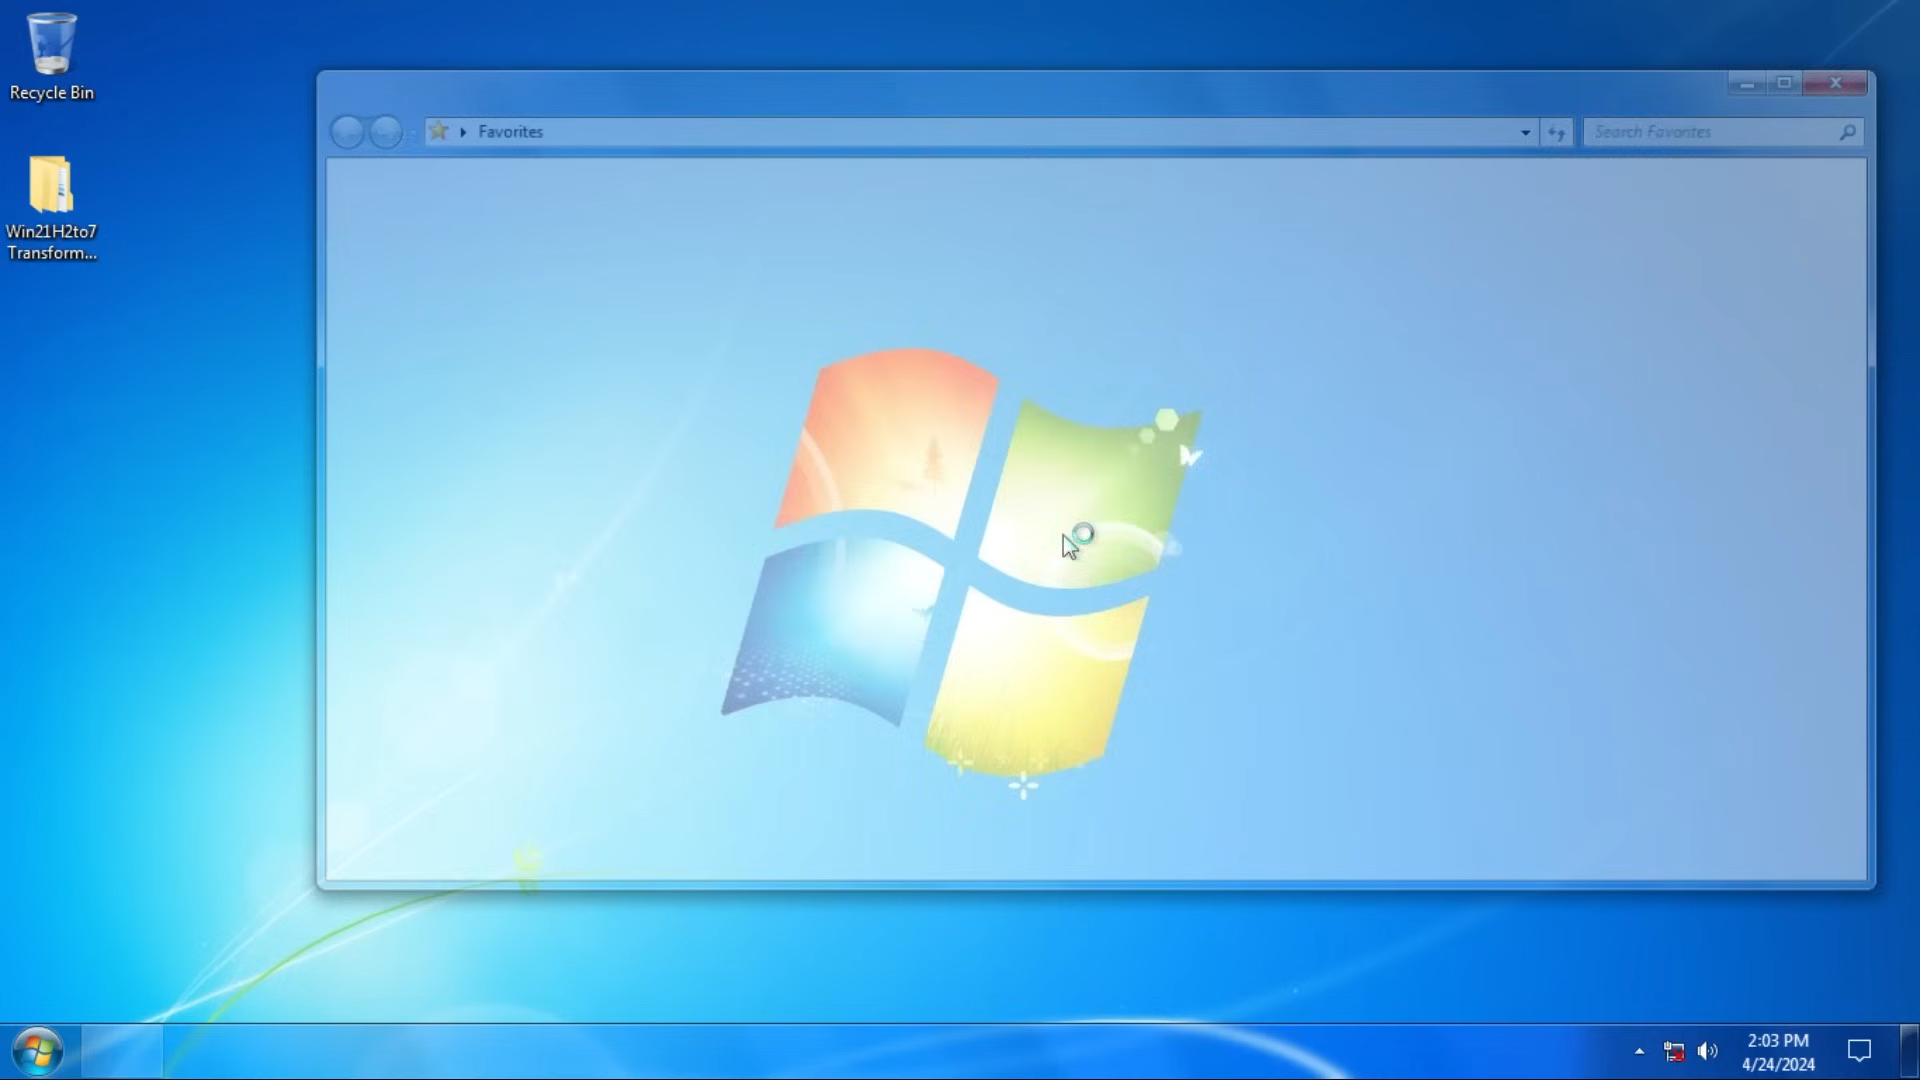 Recycle Bin
Win21H2to7
Transform...
Favorites
Search Favorites
2:03 PM
4/24/2024